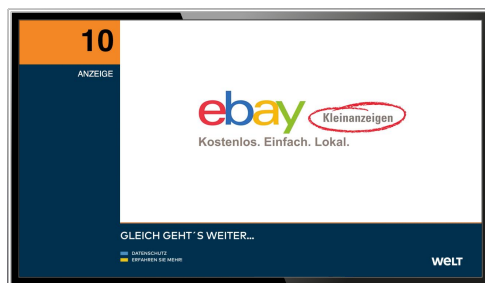 10
ANZEIGE
ebay
Kleinanzeigen
Kostenlos. Einfach. Lokal.
GLEICH GEHT´S WEITER...
DATENSCHUTZ
ERFAHREN SIE MEHR
WELT